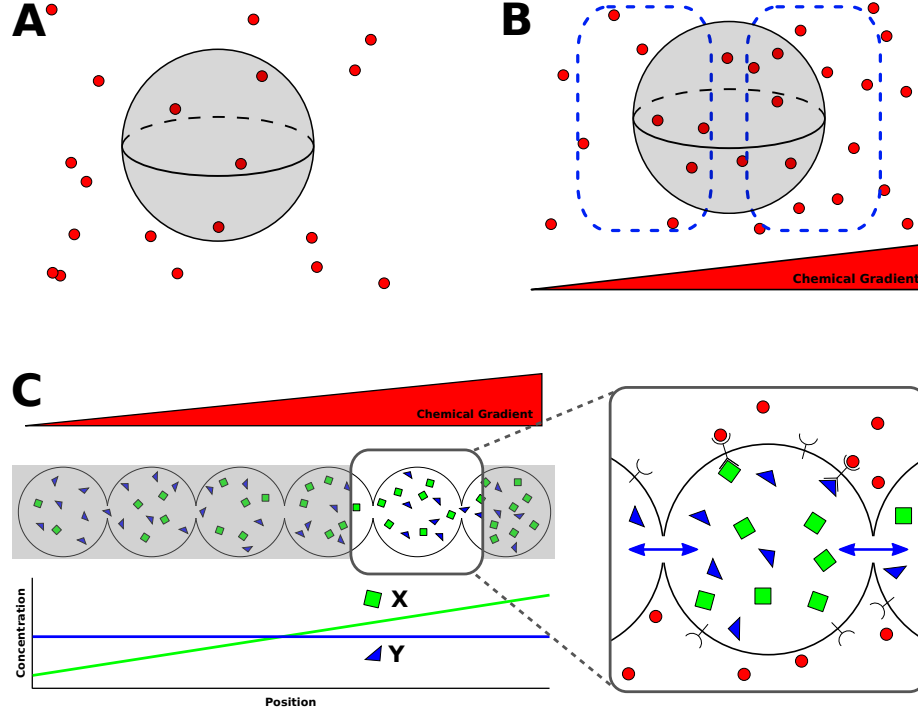 A
B
Chemical Gradient
C
Chemical Gradient
X
Y
Concentration
Position